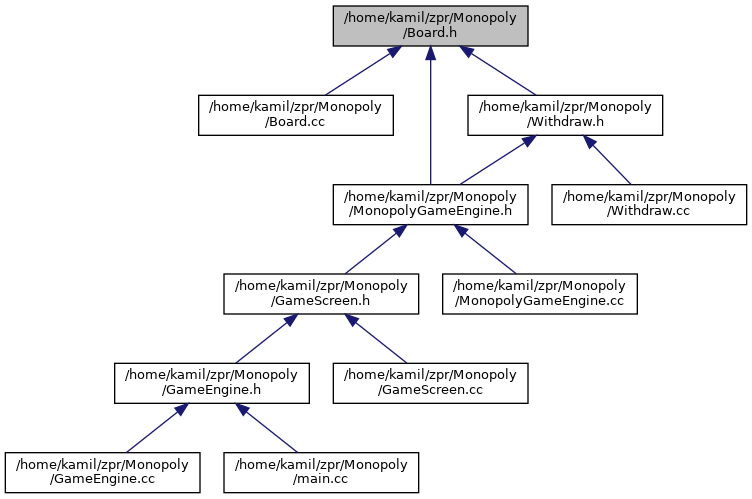 /home/kamil/zpr/Monopoly
/Board.h
/home/kamil/zpr/Monopoly
/Board.cc
/home/kamil/zpr/Monopoly
/Withdraw.h
/home/kamil/zpr/Monopoly
/MonopolyGameEngine.h
/home/kamil/zpr/Monopoly
/Withdraw.cc
/home/kamil/zpr/Monopoly
/GameScreen.h
/home/kamil/zpr/Monopoly
/MonopolyGameEngine.cc
/home/kamil/zpr/Monopoly
/GameEngine.h
/home/kamil/zpr/Monopoly
/GameScreen.cc
/home/kamil/zpr/Monopoly
/GameEngine.cc
/home/kamil/zpr/Monopoly
/main.cc